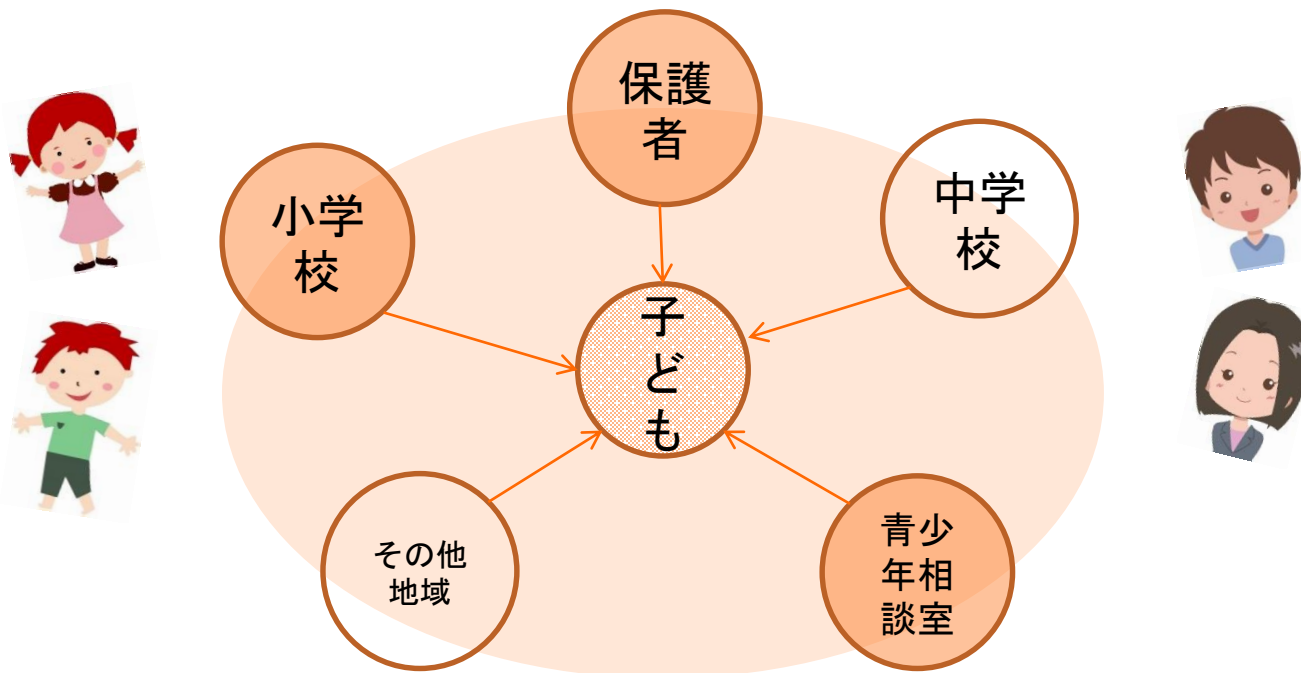 保護
者
小学
校
中学
校
子
ど
も
その他
地域
青少
年相
談室